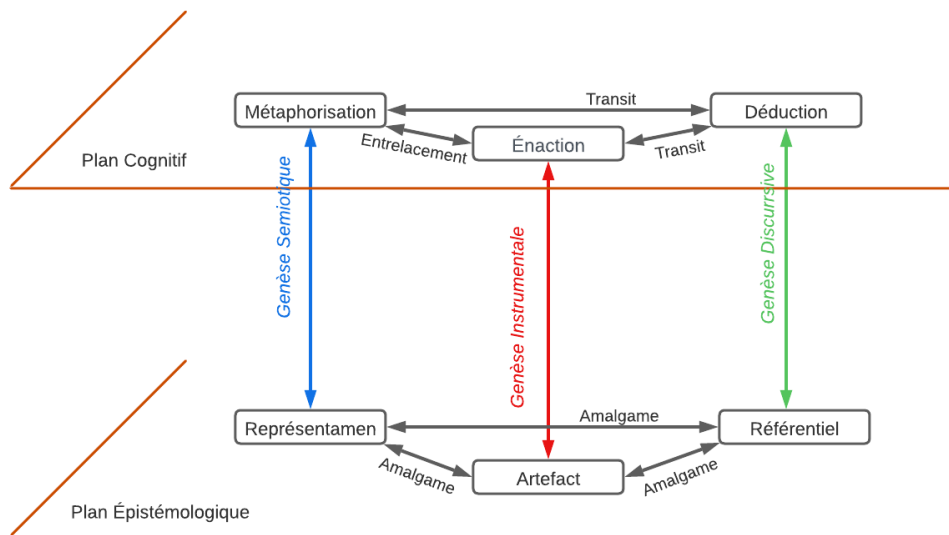 Transit
Métaphorisation
Déduction
Énaction
Entrelacement
Transit
Plan Cognitif
Genèse Semiotique
Genèse Instrumentale
Genèse Discurrsive
Amalgame
Représentamen
Référentiel
Amalgame
Artefact
Amalgame
Plan Épistémologique